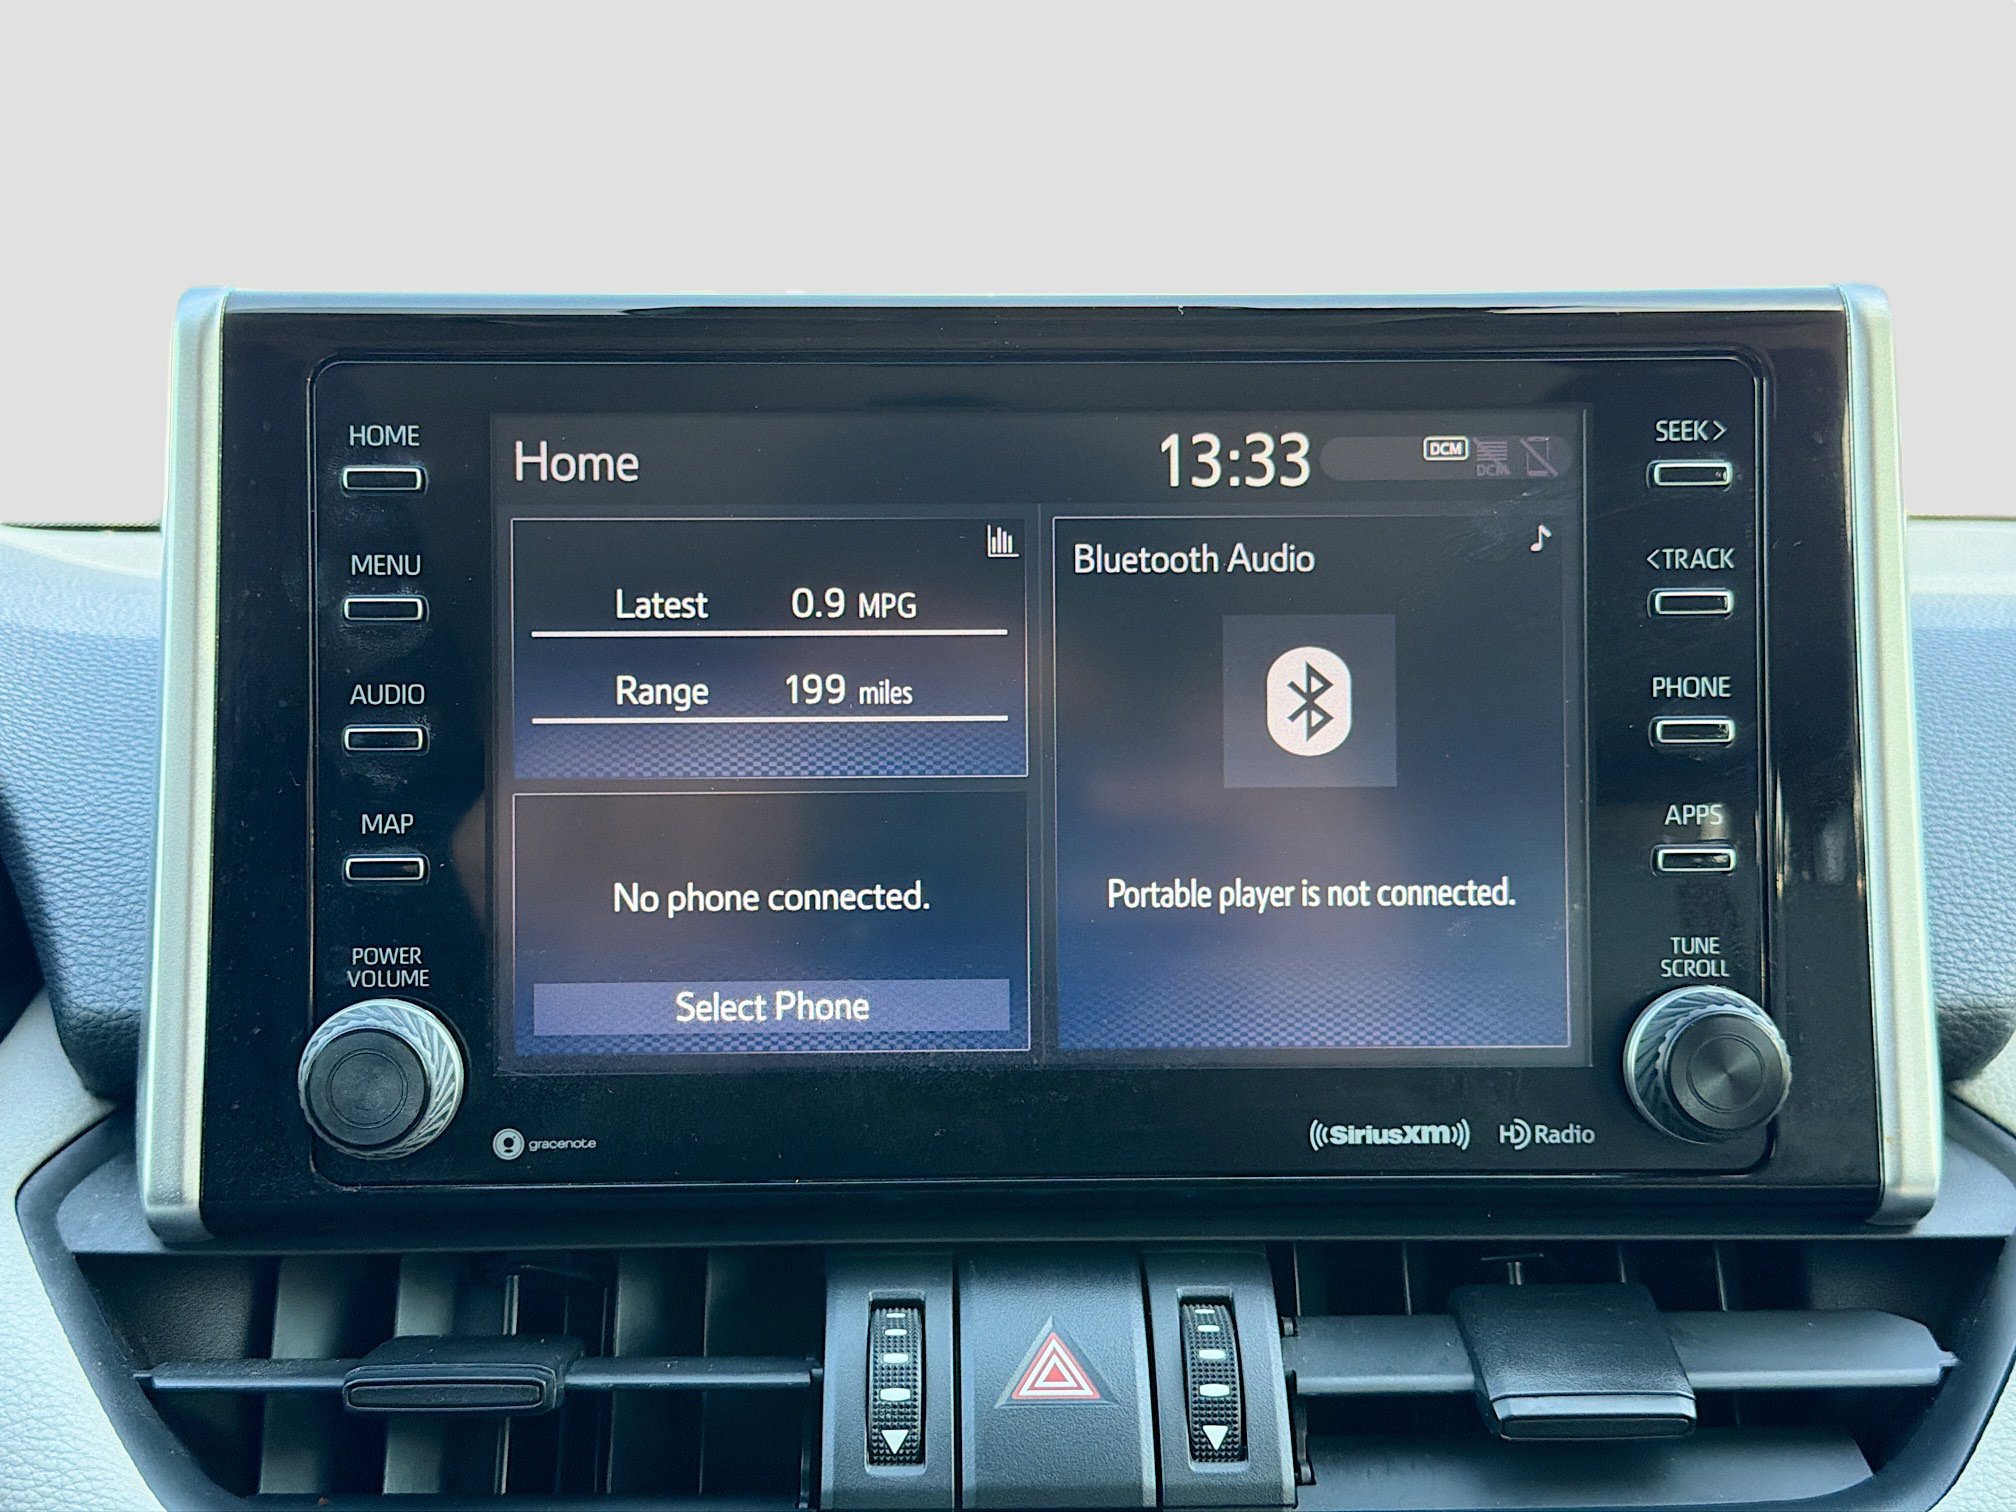 HOME
MENU
AUDIO
MAP
POWER
VOLUME
Home
13:33
DCM
DCM
Latest 0.9 MPG
Range 199 miles
No phone connected.
Select Phone
Bluetooth Audio
Portable player is not connected.
SEEK>
<TRACK
PHONE
APPS
TUNE
SCROLL
gracenote
SiriusXM
HD Radio